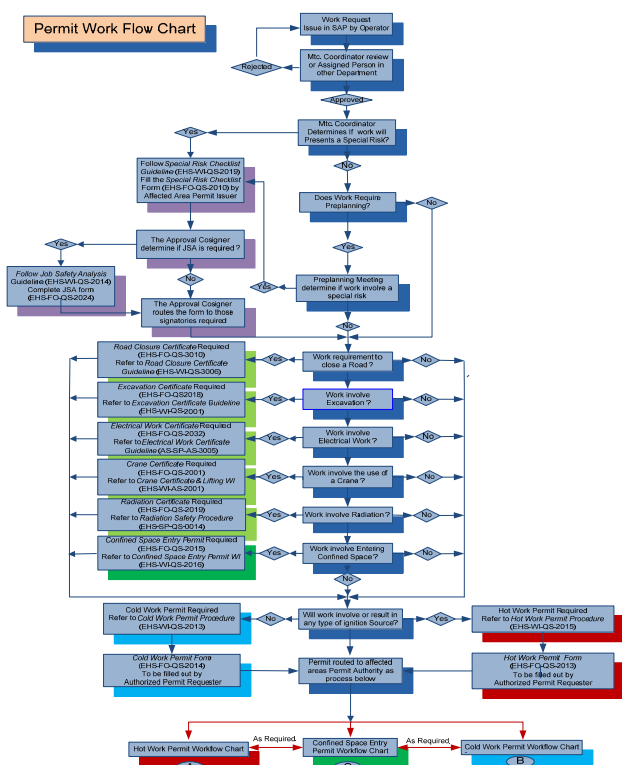 Permit Work Flow Chart
Work Request
Issue in SAP by Operator
Rejected
Mtc. Coordinator review
or Assigned Person in
other Department
Approved
Mtc. Coordinator
Determines If work will
Presents a Special Risk?
Yes
No
Follow Special Risk Checklist
Guideline (EHS-WI-QS-2019)
Fill the Special Risk Checklist
Form (EHS-FO-QS-2010) by
Affected Area Permit Issuer
Does Work Require
Preplanning?
No
Yes
The Approval Cosigner
determine if JSA is required ?
Yes
No
Follow Job Safety Analysis
Guideline (EHS-WI-QS-2014)
Complete JSA form
(EHS-FO-QS-2024)
Yes
Preplanning Meeting
determine if work involve a
special risk
The Approval Cosigner
routes the form to those
signatories required
No
Road Closure Certificate Required
(EHS-FO-QS-3010)
Refer to Road Closure Certificate
Guideline (EHS-WI-QS-3006)
Yes
Work requirement to
close a Road ?
No
Excavation Certificate Required
(EHS-FO-QS2018)
Refer to Excavation Certificate Guideline
(EHS-WI-QS-2001)
Yes
Work involve
Excavation ?
No
Electrical Work Certificate Required
(EHS-FO-QS-2032)
Refer to Electrical Work Certificate
Guideline (AS-SP-AS-3005)
Yes
Work involve
Electrical Work ?
No
Crane Certificate Required
(EHS-FO-QS-2001)
Refer to Crane Certificate & Lifting WI
(EHS-WI-AS-2001)
Yes
Work involve the use of
a Crane ?
No
Radiation Certificate Required
(EHS-FO-QS-2019)
Refer to Radiation Safety Procedure
(EHS-SP-QS-0014)
Yes
Work involve Radiation ?
No
Confined Space Entry Permit Required
(EHS-FO-QS-2015)
Refer to Confined Space Entry Permit WI
(EHS-WI-QS-2016)
Yes
Work involve Entering
Confined Space ?
No
No
Cold Work Permit Required
Refer to Cold Work Permit Procedure
(EHS-WI-QS-2013)
No
Will work involve or result in
any type of ignition Source?
Yes
Hot Work Permit Required
Refer to Hot Work Permit Procedure
(EHS-WI-QS-2015)
Cold Work Permit Form
(EHS-FO-QS-2014)
To be filled out by
Authorized Permit Requester
Permit routed to affected
areas Permit Authority as
process below
Hot Work Permit Form
(EHS-FO-QS-2013)
To be filled out by
Authorized Permit Requester
Hot Work Permit Workflow Chart
As Required
Confined Space Entry
Permit Workflow Chart
As Required
Cold Work Permit Workflow Chart
B